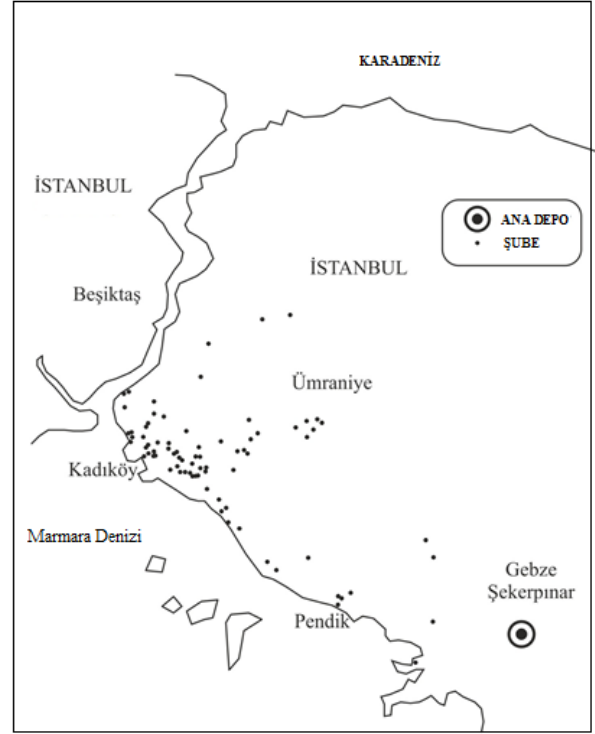 KARADENİZ
İSTANBUL
ANA DEPO
ŞUBE
İSTANBUL
Beşiktaş
Ümraniye
Kadıköy
Marmara Denizi
Gebze
Şekerpınar
Pendik